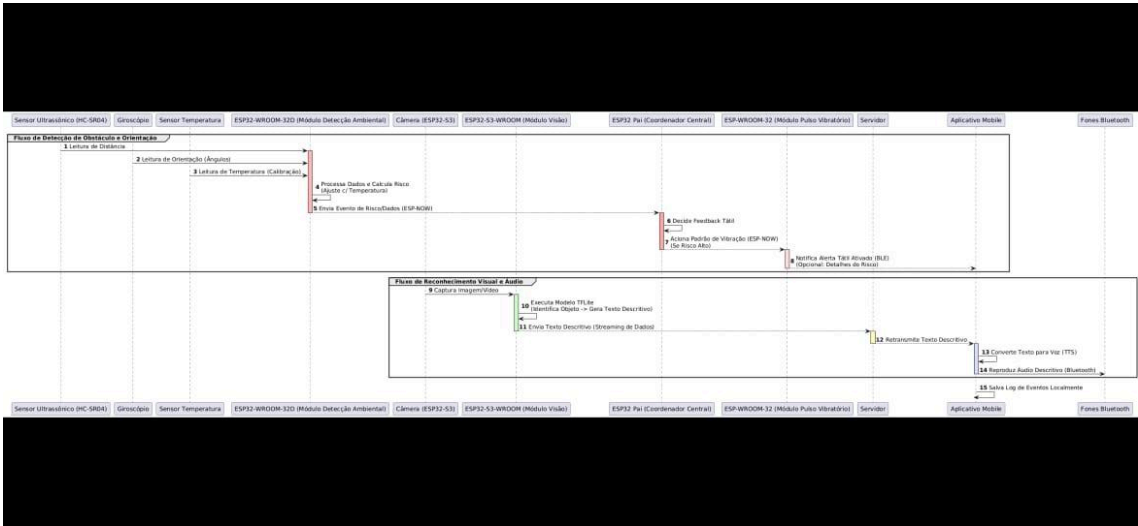 Sensor Ultrassônico (HC-SR04) Giroscópio Sensor Temperatura ESP32-WROOM-32D (Módulo Detecção Ambiental) Câmera (ESP32-S3) ESP32-S3-WROOM (Módulo Visão) ESP32 Pai (Coordenador Central) ESP-WROOM-32 (Módulo Pulso Vibratório) Servidor Aplicativo Mobile Fones Bluetooth
Fluxo de Detecção de Obstáculo e Orientação
1 Leitura de Distância
2 Leitura de Orientação (Ângulos)
3 Leitura de Temperatura (Calibração)
4 Processa Dados e Calcula Risco
(Ajuste c/ Temperatura)
5 Envia Evento de Risco/Dados (ESP-NOW)
6 Decide Feedback Tátil
7 Aciona Padrão de Vibração (ESP-NOW)
(Se Risco Alto)
8 Notifica Alerta Tátil Ativado (BLE)
(Opcional: Detalhes do Risco)
Fluxo de Reconhecimento Visual e Áudio
9 Captura Imagem/Vídeo
10 Executa Modelo TFLite
(Identifica Objeto -> Gera Texto Descritivo)
11 Envia Texto Descritivo (Streaming de Dados)
12 Retransmite Texto Descritivo
13 Converte Texto para Voz (TTS)
14 Reproduz Áudio Descritivo (Bluetooth)
15 Salva Log de Eventos Localmente
Sensor Ultrassônico (HC-SR04) Giroscópio Sensor Temperatura ESP32-WROOM-32D (Módulo Detecção Ambiental) Câmera (ESP32-S3) ESP32-S3-WROOM (Módulo Visão) ESP32 Pai (Coordenador Central) ESP-WROOM-32 (Módulo Pulso Vibratório) Servidor Aplicativo Mobile Fones Bluetooth